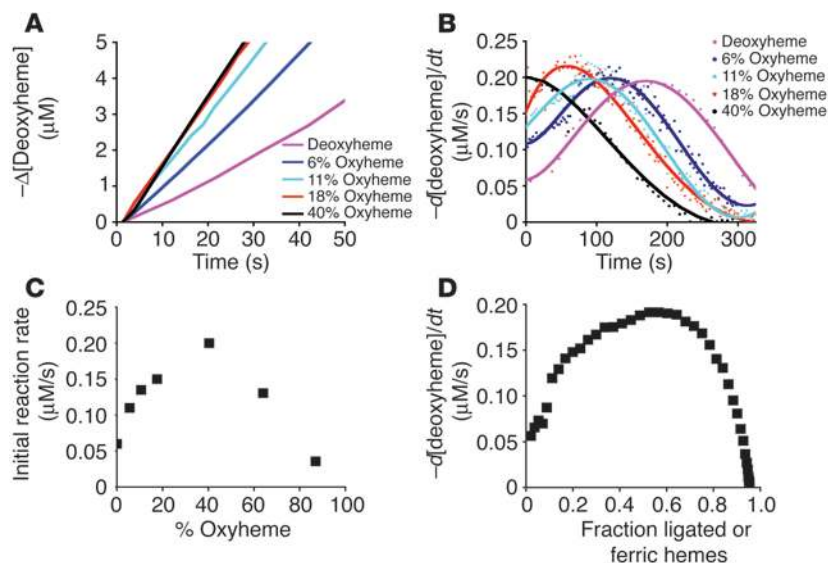 A
−Δ[Deoxyheme]
(μM)
5
4
3
2
1
0
0 10 20 30 40 50
Time (s)
Deoxyheme
6% Oxyheme
11% Oxyheme
18% Oxyheme
40% Oxyheme
B
−d[deoxyheme]/dt
(μM/s)
0.25
0.20
0.15
0.10
0.05
0
0 100 200 300
Time (s)
Deoxyheme
6% Oxyheme
11% Oxyheme
18% Oxyheme
40% Oxyheme
C
Initial reaction rate
(μM/s)
0.25
0.20
0.15
0.10
0.05
0
0 20 40 60 80 100
% Oxyheme
D
−d[deoxyheme]/dt
(μM/s)
0.20
0.15
0.10
0.05
0
0 0.2 0.4 0.6 0.8 1.0
Fraction ligated or
ferric hemes